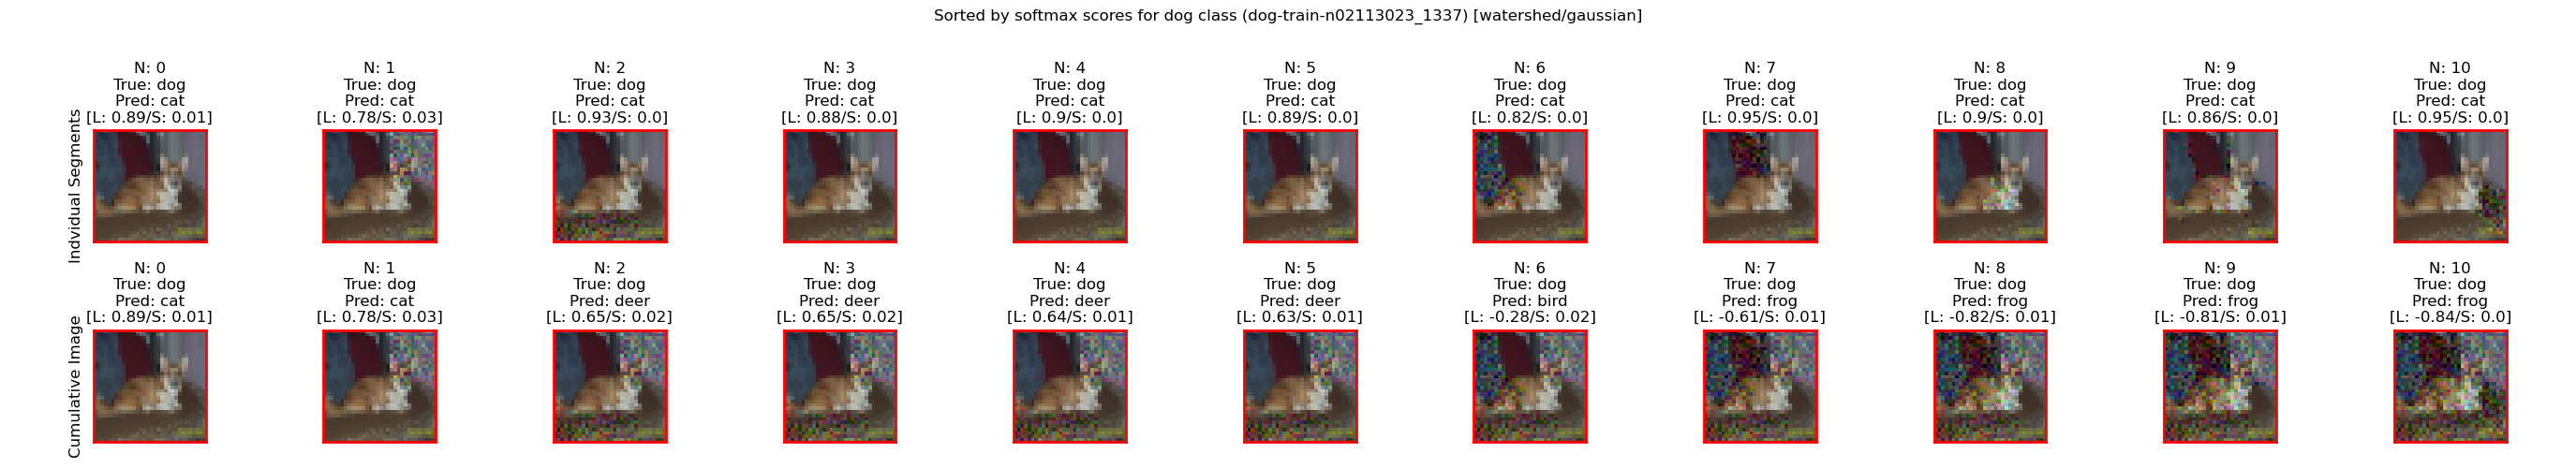 Sorted by softmax scores for dog class (dog-train-n02113023_1337) [watershed/gaussian]
Indvidual Segments
N: 0
True: dog
Pred: cat
[L: 0.89/S: 0.01]
N: 1
True: dog
Pred: cat
[L: 0.78/S: 0.03]
N: 2
True: dog
Pred: cat
[L: 0.93/S: 0.0]
N: 3
True: dog
Pred: cat
[L: 0.88/S: 0.0]
N: 4
True: dog
Pred: cat
[L: 0.9/S: 0.0]
N: 5
True: dog
Pred: cat
[L: 0.89/S: 0.0]
N: 6
True: dog
Pred: cat
[L: 0.82/S: 0.0]
N: 7
True: dog
Pred: cat
[L: 0.95/S: 0.0]
N: 8
True: dog
Pred: cat
[L: 0.9/S: 0.0]
N: 9
True: dog
Pred: cat
[L: 0.86/S: 0.0]
N: 10
True: dog
Pred: cat
[L: 0.95/S: 0.0]
Cumulative Image
N: 0
True: dog
Pred: cat
[L: 0.89/S: 0.01]
N: 1
True: dog
Pred: cat
[L: 0.78/S: 0.03]
N: 2
True: dog
Pred: deer
[L: 0.65/S: 0.02]
N: 3
True: dog
Pred: deer
[L: 0.65/S: 0.02]
N: 4
True: dog
Pred: deer
[L: 0.64/S: 0.01]
N: 5
True: dog
Pred: deer
[L: 0.63/S: 0.01]
N: 6
True: dog
Pred: bird
[L: -0.28/S: 0.02]
N: 7
True: dog
Pred: frog
[L: -0.61/S: 0.01]
N: 8
True: dog
Pred: frog
[L: -0.82/S: 0.01]
N: 9
True: dog
Pred: frog
[L: -0.81/S: 0.01]
N: 10
True: dog
Pred: frog
[L: -0.84/S: 0.0]